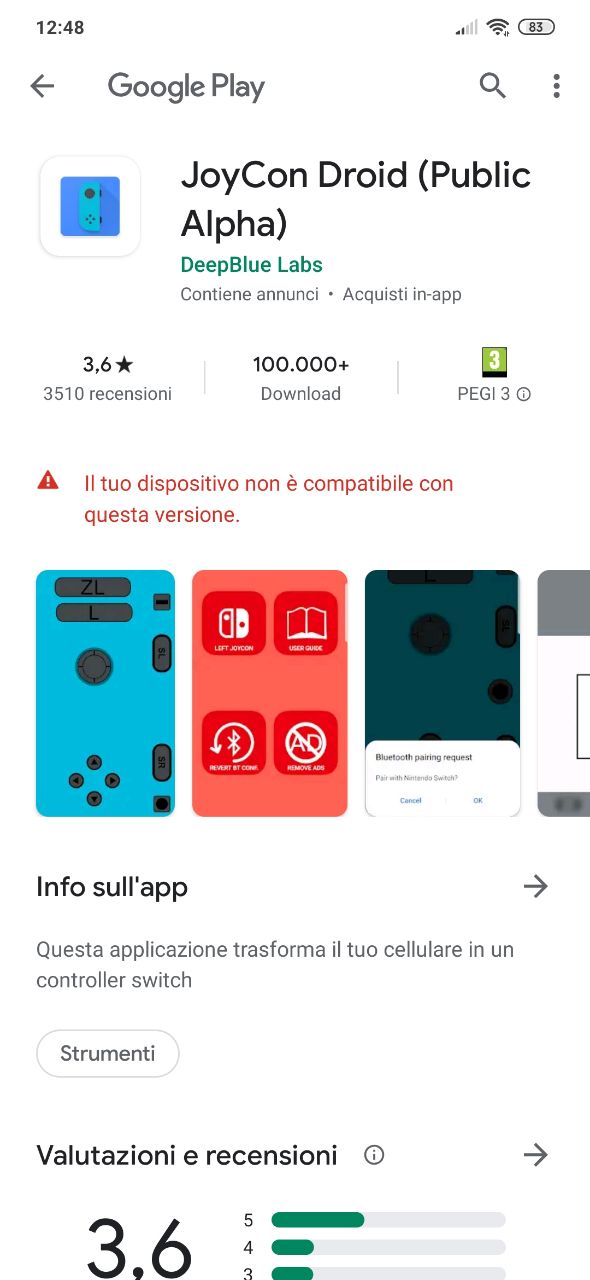 12:48
83
Google Play
JoyCon Droid (Public
Alpha)
DeepBlue Labs
Contiene annunci • Acquisti in-app
3,6★
3510 recensioni
100.000+
Download
3
PEGI 3
Il tuo dispositivo non è compatibile con
questa versione.
ZL
L
SL
SR
LEFT JOYCON
USER GUIDE
AD
REVERT BT CONF.
REMOVE ADS
L
SL
Bluetooth pairing request
Pair with Nintendo Switch?
Cancel
OK
Info sull'app
Questa applicazione trasforma il tuo cellulare in un
controller switch
Strumenti
Valutazioni e recensioni
3,6
5
4
3